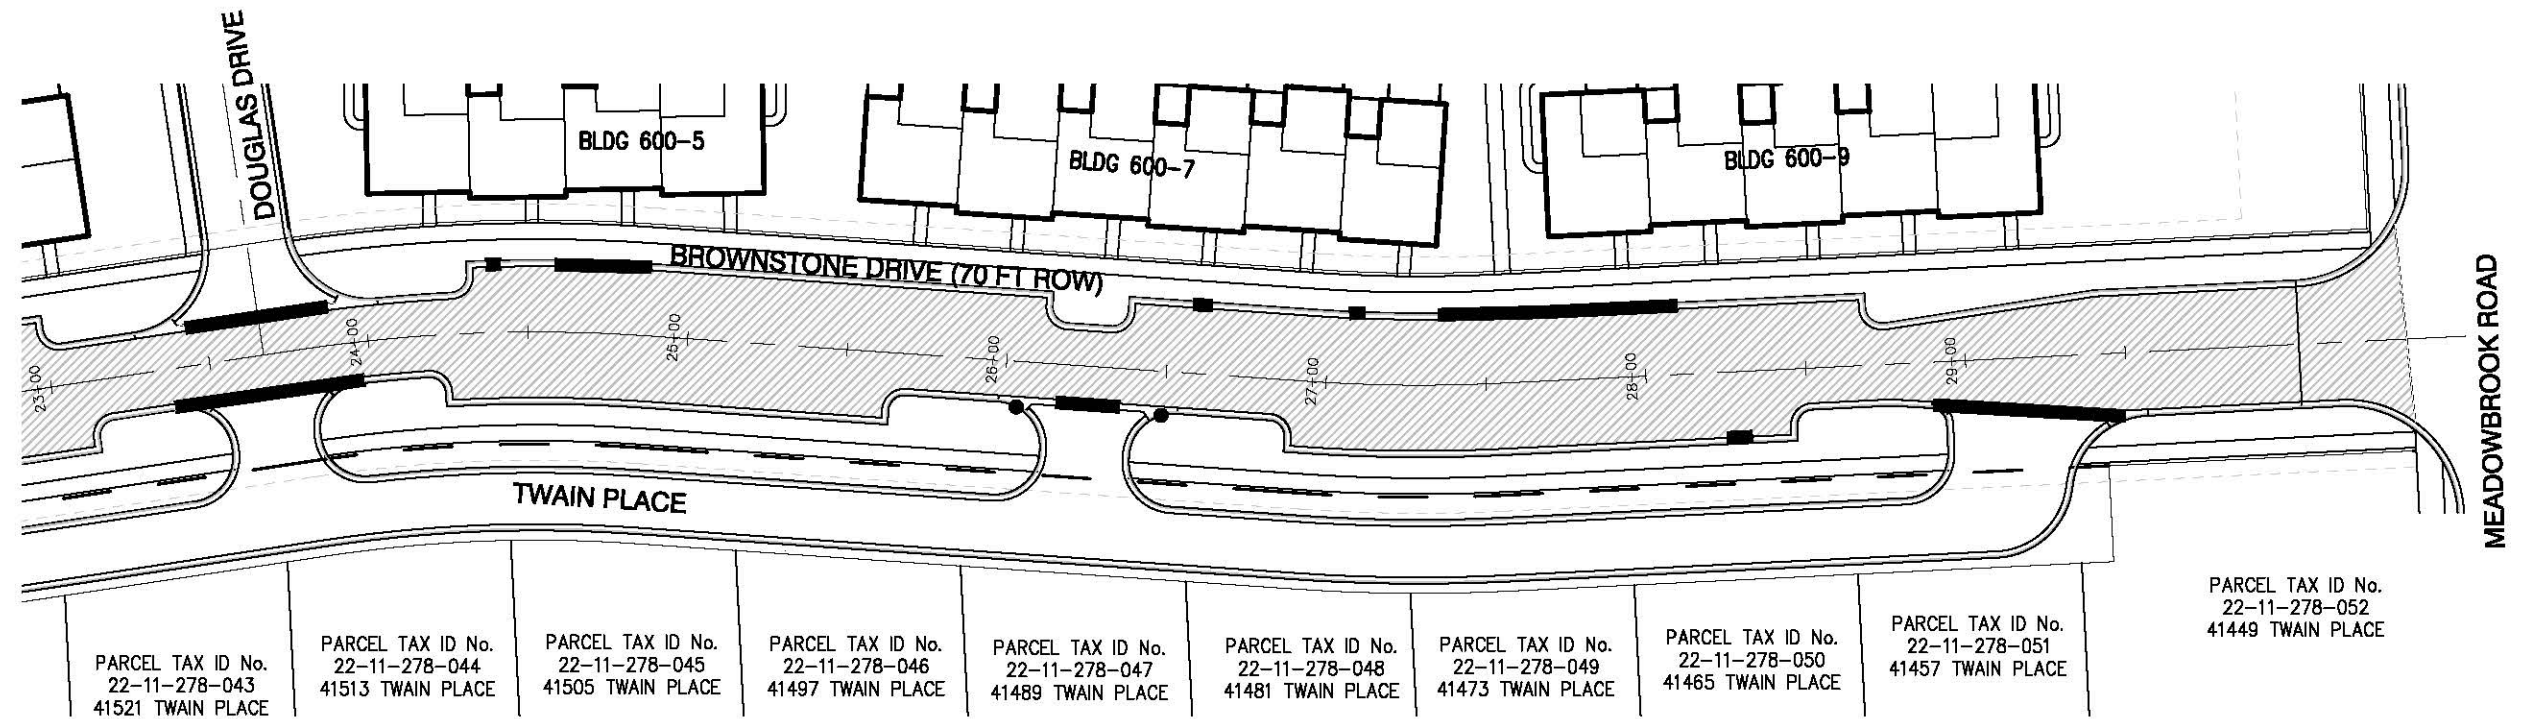 DOUGLAS DRIVE
BLDG 600-5
BLDG 600-7
BLDG 600-9
BROWNSTONE DRIVE (70 FT ROW)
23+00
24+00
25+00
26+00
27+00
28+00
29+00
MEADOWBROOK ROAD
TWAIN PLACE
PARCEL TAX ID No.
22-11-278-043
41521 TWAIN PLACE
PARCEL TAX ID No.
22-11-278-044
41513 TWAIN PLACE
PARCEL TAX ID No.
22-11-278-045
41505 TWAIN PLACE
PARCEL TAX ID No.
22-11-278-046
41497 TWAIN PLACE
PARCEL TAX ID No.
22-11-278-047
41489 TWAIN PLACE
PARCEL TAX ID No.
22-11-278-048
41481 TWAIN PLACE
PARCEL TAX ID No.
22-11-278-049
41473 TWAIN PLACE
PARCEL TAX ID No.
22-11-278-050
41465 TWAIN PLACE
PARCEL TAX ID No.
22-11-278-051
41457 TWAIN PLACE
PARCEL TAX ID No.
22-11-278-052
41449 TWAIN PLACE